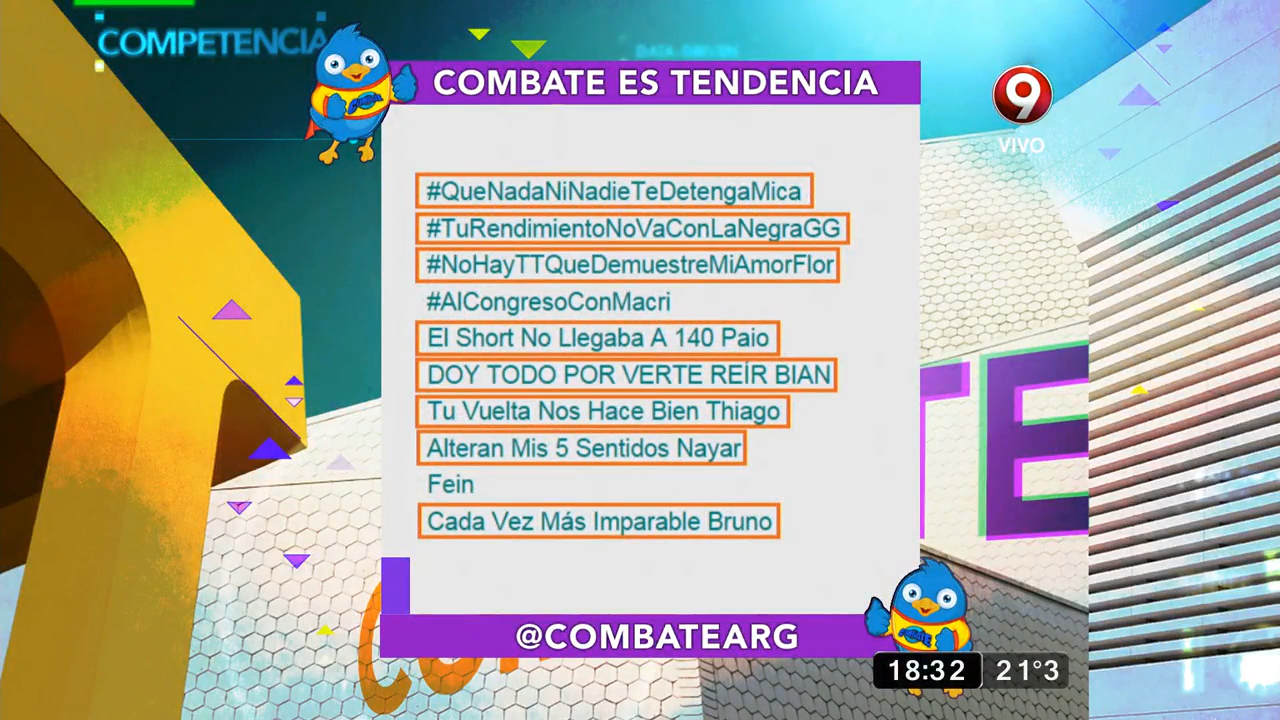 COMPETENCIA
COMBATE ES TENDENCIA
9
VIVO
#QueNadaNiNadieTeDetengaMica
#TuRendimientoNoVaConLaNegraGG
#NoHayTTQueDemuestreMiAmorFlor
#AlCongresoConMacri
El Short No Llegaba A 140 Paio
DOY TODO POR VERTE REÍR BIAN
Tu Vuelta Nos Hace Bien Thiago
Alteran Mis 5 Sentidos Nayar
Fein
Cada Vez Más Imparable Bruno
TE
@COMBATEARG
18:32 21°3